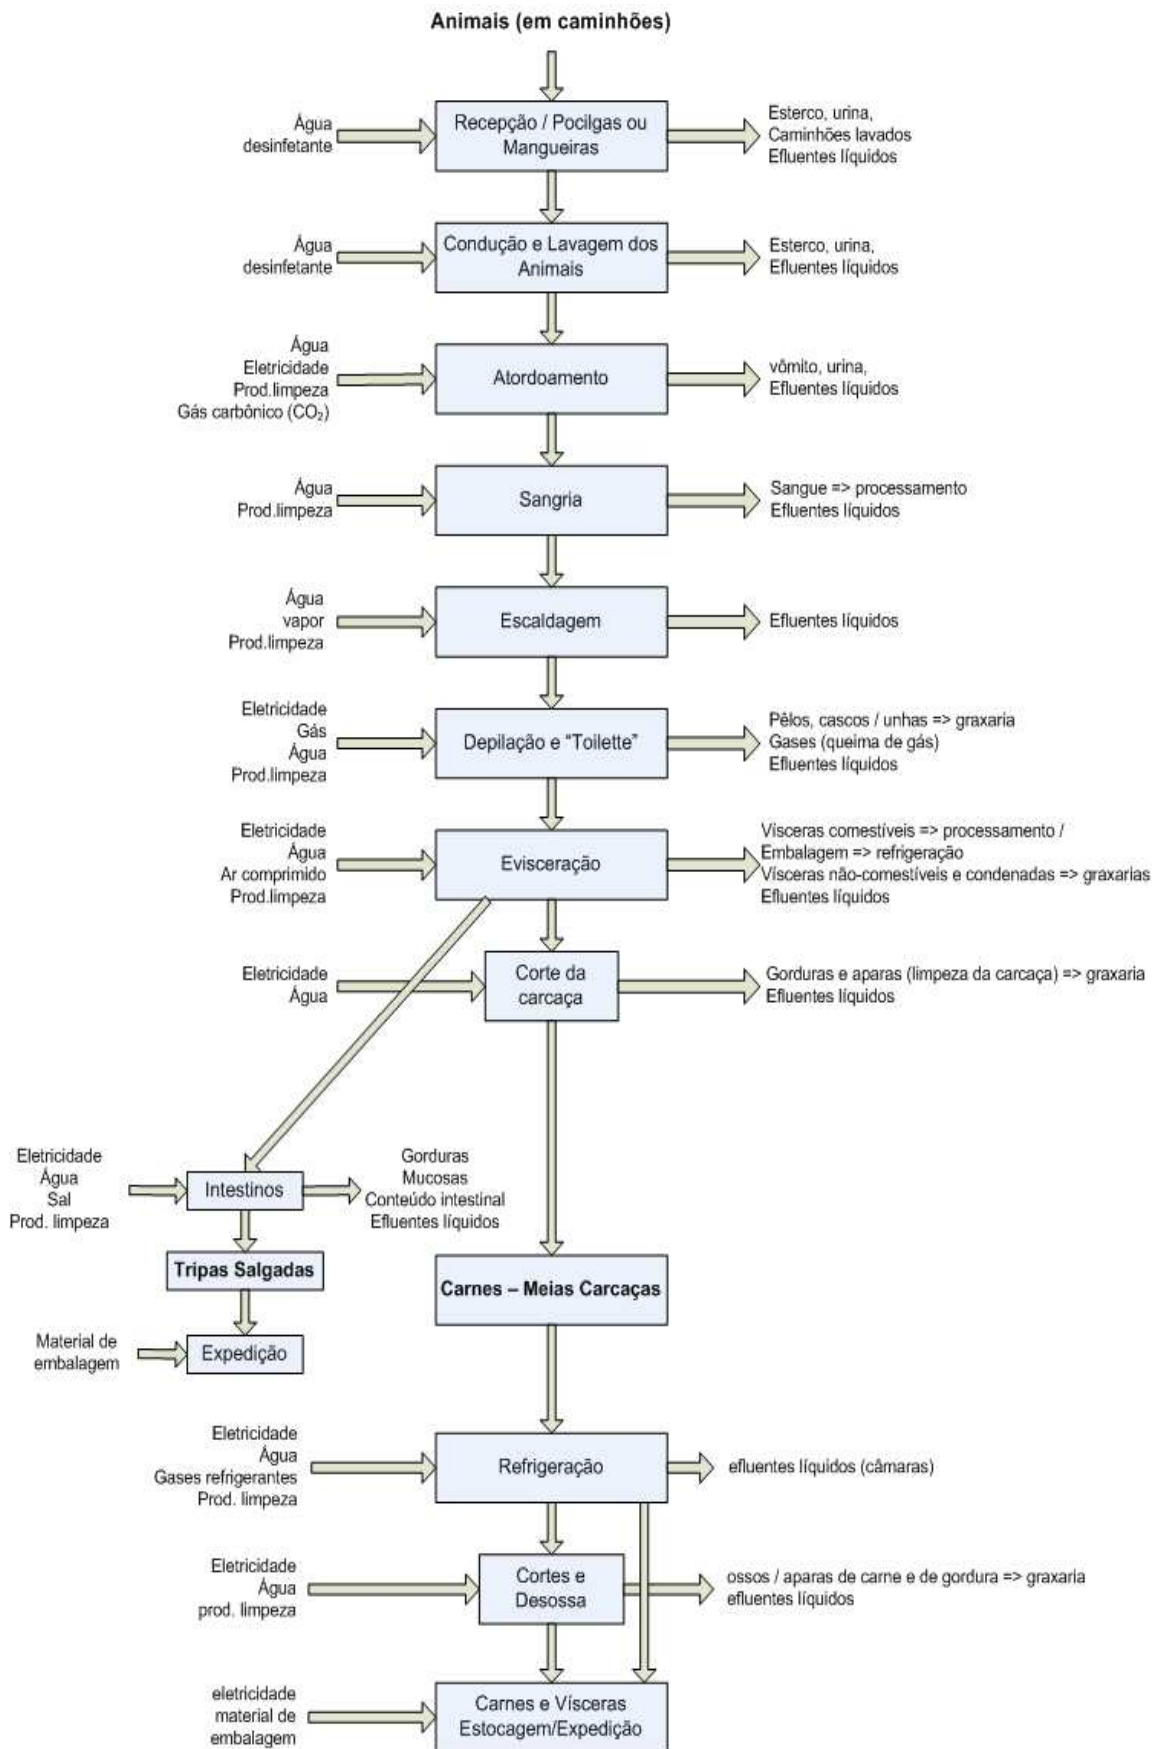 Animais (em caminhões)
Água
desinfetante
Recepção / Pocilgas ou
Mangueiras
Esterco, urina,
Caminhões lavados
Efluentes líquidos
Água
desinfetante
Condução e Lavagem dos
Animais
Esterco, urina,
Efluentes líquidos
Água
Eletricidade
Prod.limpeza
Gás carbônico (CO₂)
Atordoamento
vômito, urina,
Efluentes líquidos
Água
Prod.limpeza
Sangria
Sangue => processamento
Efluentes líquidos
Água
vapor
Prod.limpeza
Escaldagem
Efluentes líquidos
Eletricidade
Gás
Água
Prod.limpeza
Depilação e “Toilette”
Pêlos, cascos / unhas => graxaria
Gases (queima de gás)
Efluentes líquidos
Eletricidade
Água
Ar comprimido
Prod.limpeza
Evisceração
Vísceras comestíveis => processamento /
Embalagem => refrigeração
Vísceras não-comestíveis e condenadas => graxarias
Efluentes líquidos
Eletricidade
Água
Corte da
carcaça
Gorduras e aparas (limpeza da carcaça) => graxaria
Efluentes líquidos
Eletricidade
Água
Sal
Prod. limpeza
Intestinos
Gorduras
Mucosas
Conteúdo intestinal
Efluentes líquidos
Tripas Salgadas
Carnes – Meias Carcaças
Material de
embalagem
Expedição
Eletricidade
Água
Gases refrigerantes
Prod. limpeza
Refrigeração
efluentes líquidos (câmaras)
Eletricidade
Água
prod. limpeza
Cortes e
Desossa
ossos / aparas de carne e de gordura => graxaria
efluentes líquidos
eletricidade
material de
embalagem
Carnes e Vísceras
Estocagem/Expedição